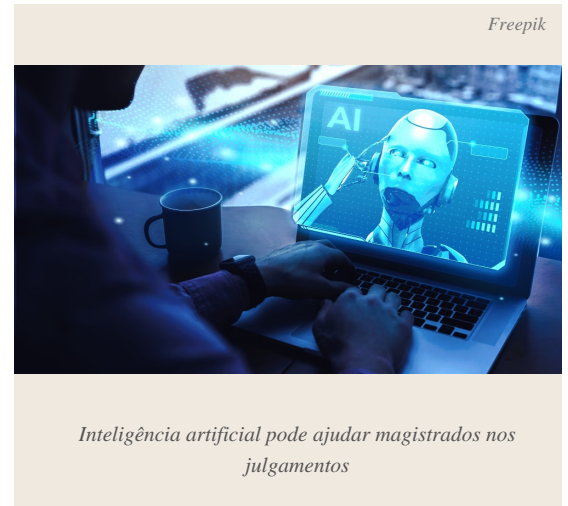 Freepik
AI
Inteligência artificial pode ajudar magistrados nos
julgamentos